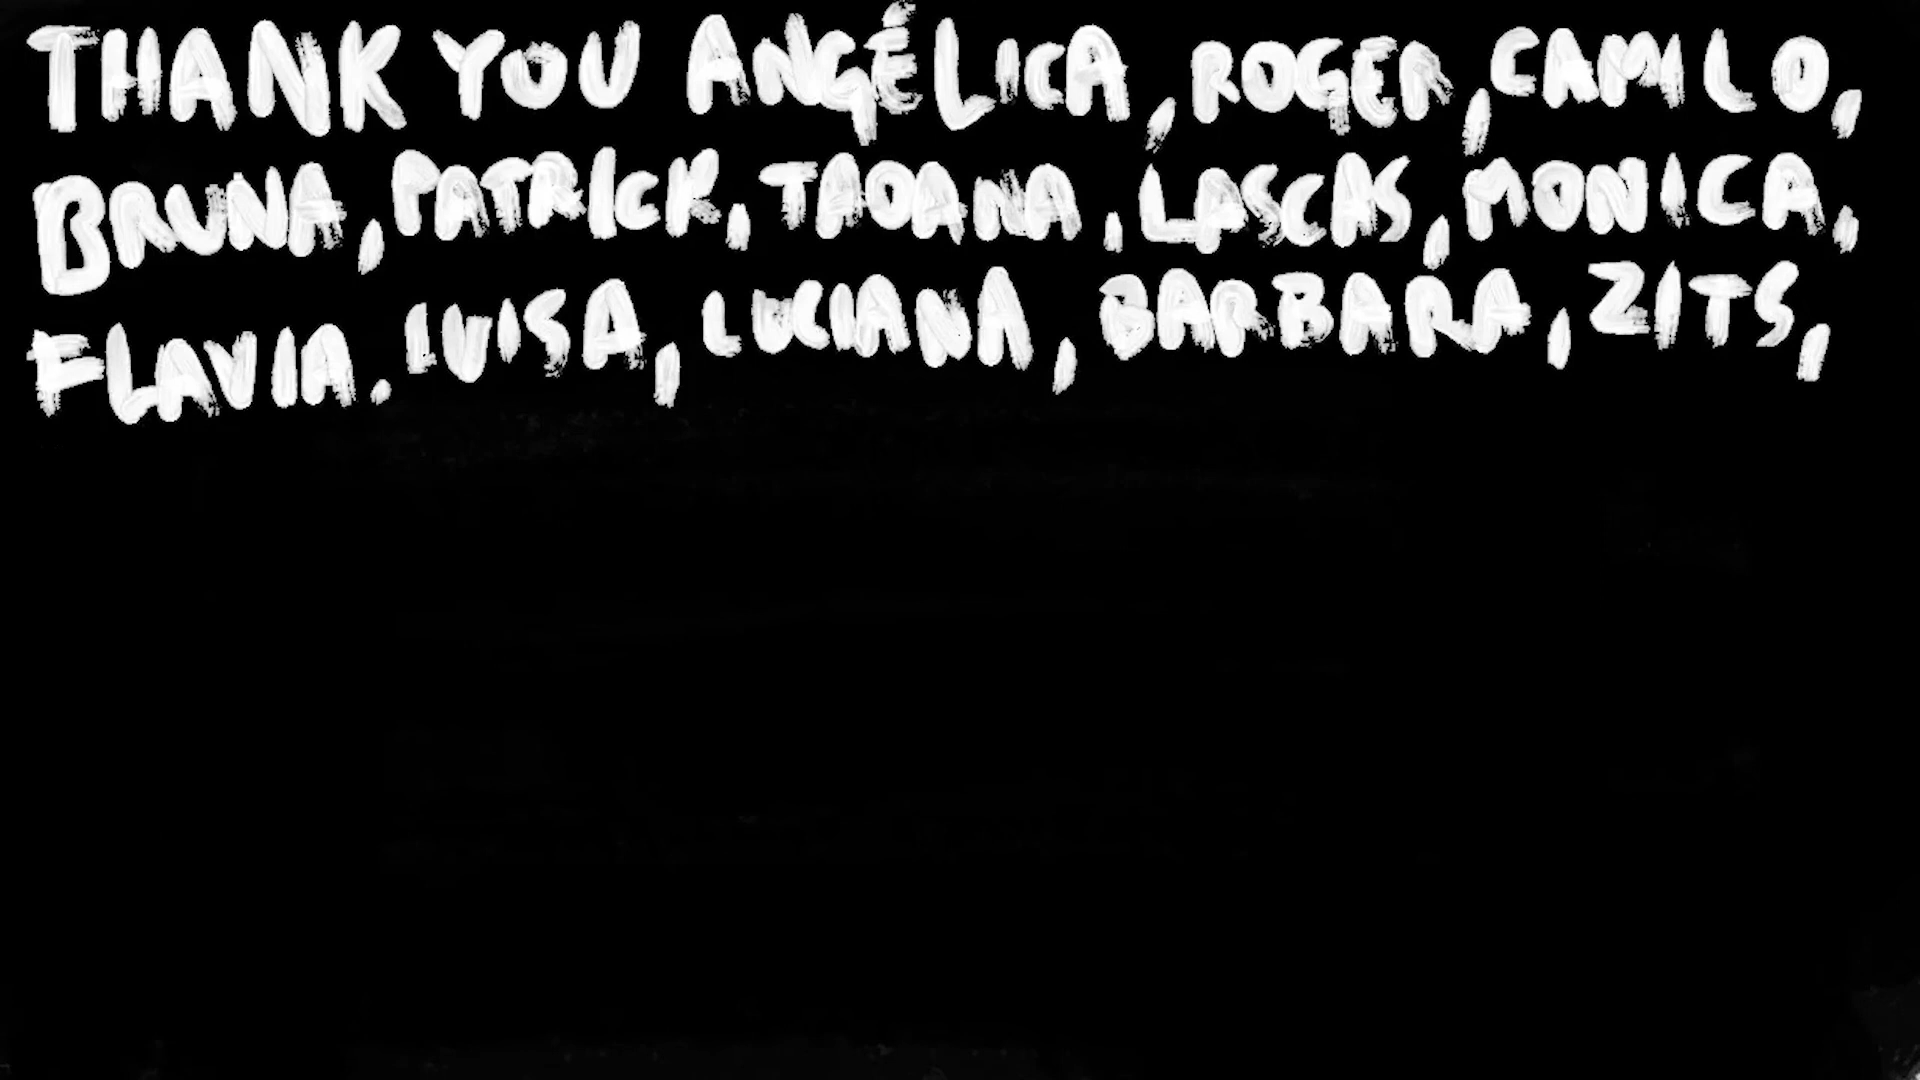 THANK YOU ANGÉLICA, ROGER, CAMILO,
BRUNA, PATRICK, TAOANA, LASCAS, MONICA,
FLAVIA. LUISA, LUCIANA, BARBARA, ZITS,